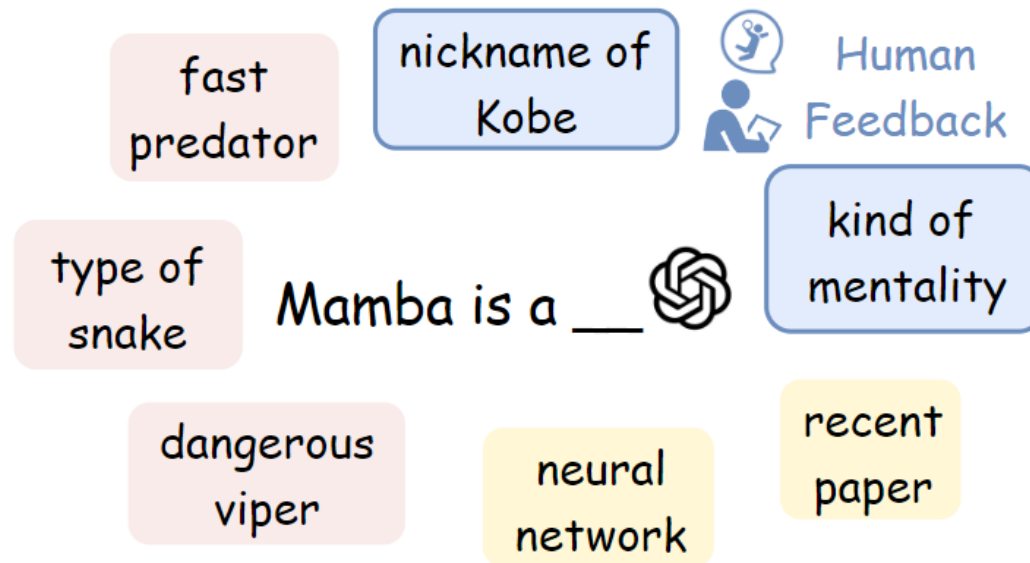 fast
predator
nickname of
Kobe
Human
Feedback
type of
snake
Mamba is a __
kind of
mentality
dangerous
viper
neural
network
recent
paper